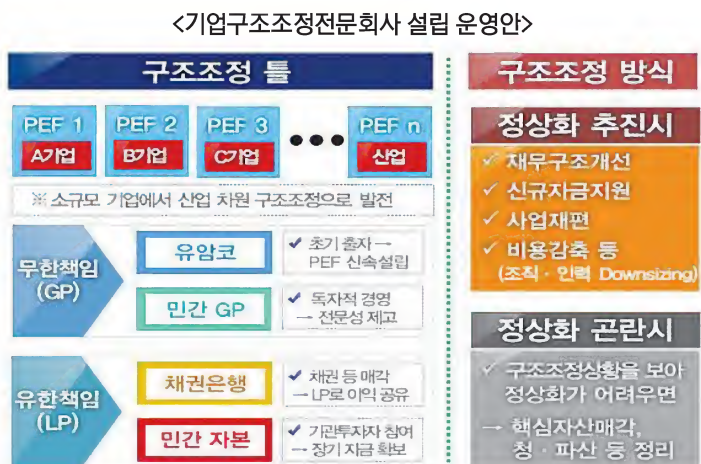 <기업구조조정전문회사 설립 운영안>
구조조정 틀
PEF 1
A기업
PEF 2
B기업
PEF 3
C기업
●●●
PEF n
산업
※ 소규모 기업에서 산업 차원 구조조정으로 발전
무한책임
(GP)
유암코
✓ 초기 출자 →
PEF 신속설립
민간 GP
✓ 독자적 경영
→ 전문성 제고
유한책임
(LP)
채권은행
✓ 채권 등 매각
→ LP로 이익 공유
민간 자본
✓ 기관투자자 참여
→ 장기 자금 확보
구조조정 방식
정상화 추진시
✓ 채무구조개선
✓ 신규자금지원
✓ 사업재편
✓ 비용감축 등
(조직 · 인력 Downsizing)
정상화 곤란시
✓ 구조조정상황을 보아
정상화가 어려우면
→ 핵심자산매각,
청 · 파산 등 정리